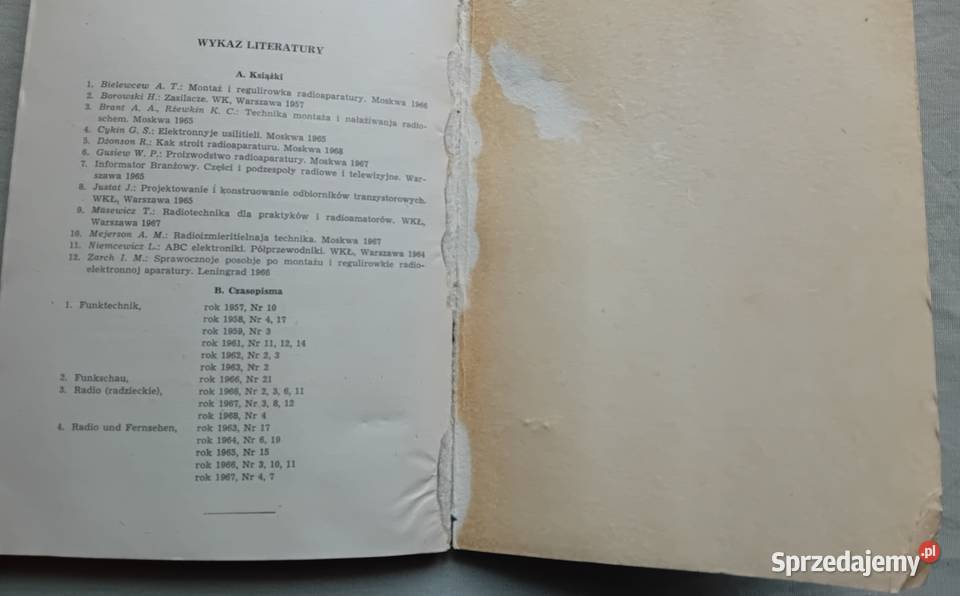 WYKAZ LITERATURY
A. Książki
1. Bielewcew A. T.: Montaż i regulirowka radioaparatury. Moskwa 1966
2. Borowski H.: Zasilacze. WK, Warszawa 1957
3. Brant A. A., Rżewkin K. C.: Technika montaża i nalażiwanja radio-
schem. Moskwa 1965
4. Cykin G. S.: Elektronnyje usilitieli. Moskwa 1965
5. Dżonson R.: Kak stroit radioaparaturu. Moskwa 1968
6. Gusiew W. P.: Proizwodstwo radioaparatury. Moskwa 1967
7. Informator Branżowy. Części i podzespoły radiowe i telewizyjne. War-
szawa 1965
8. Justat J.: Projektowanie i konstruowanie odbiorników tranzystorowych.
WKŁ, Warszawa 1965
9. Masewicz T.: Radiotechnika dla praktyków i radioamatorów. WKŁ,
Warszawa 1967
10. Mejerson A. M.: Radioizmieritielnaja technika. Moskwa 1967
11. Niemcewicz L.: ABC elektroniki. Półprzewodniki. WKŁ, Warszawa 1964
12. Zarch I. M.: Sprawocznoje posobje po montażu i regulirowkie radio-
elektronnoj aparatury. Leningrad 1966
B. Czasopisma
1. Funktechnik, rok 1957, Nr 10
rok 1958, Nr 4, 17
rok 1959, Nr 3
rok 1961, Nr 11, 12, 14
rok 1962, Nr 2, 3
rok 1963, Nr 2
2. Funkschau, rok 1966, Nr 21
3. Radio (radzieckie), rok 1966, Nr 2, 3, 6, 11
rok 1967, Nr 3, 8, 12
rok 1968, Nr 4
4. Radio und Fernsehen, rok 1963, Nr 17
rok 1964, Nr 6, 19
rok 1965, Nr 15
rok 1966, Nr 3, 10, 11
rok 1967, Nr 4, 7
Sprzedajemy .pl